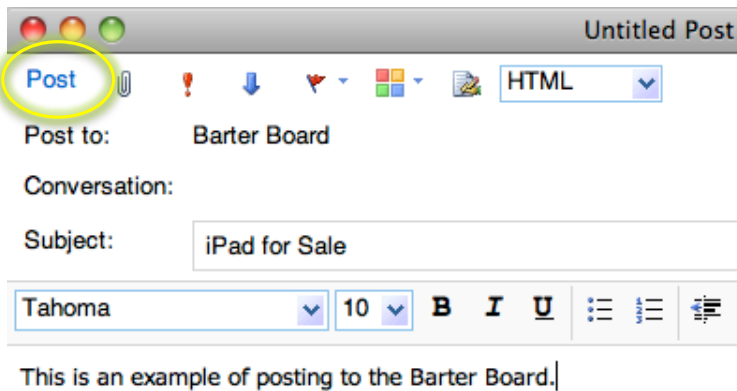 Untitled Post
Post HTML
Post to: Barter Board
Conversation:
Subject: iPad for Sale
Tahoma 10 B I U
This is an example of posting to the Barter Board.